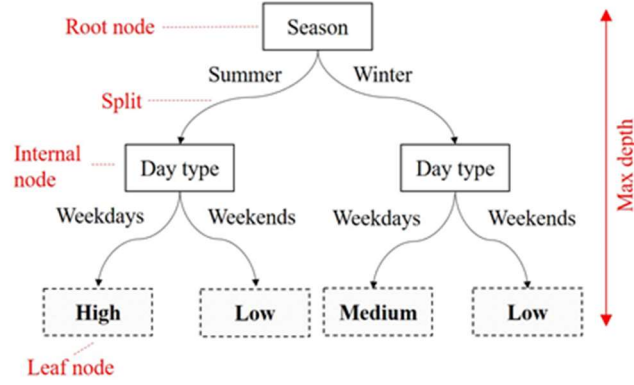 Root node
Season
Summer
Winter
Split
Internal
node
Day type
Day type
Max depth
Weekdays
Weekends
Weekdays
Weekends
High
Low
Medium
Low
Leaf node